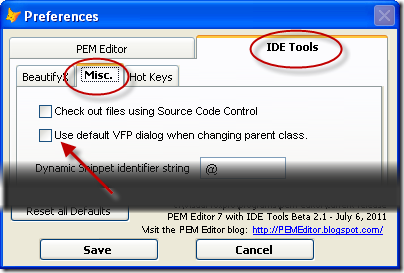 Preferences
PEM Editor
IDE Tools
BeautifyX
Misc.
Hot Keys
Check out files using Source Code Control
Use default VFP dialog when changing parent class.
Dynamic Snippet identifier string
@
Reset all Defaults
PEM Editor 7 with IDE Tools Beta 2.1 - July 6, 2011
Visit the PEM Editor blog: http://PEMEditor.blogspot.com/
Save
Cancel